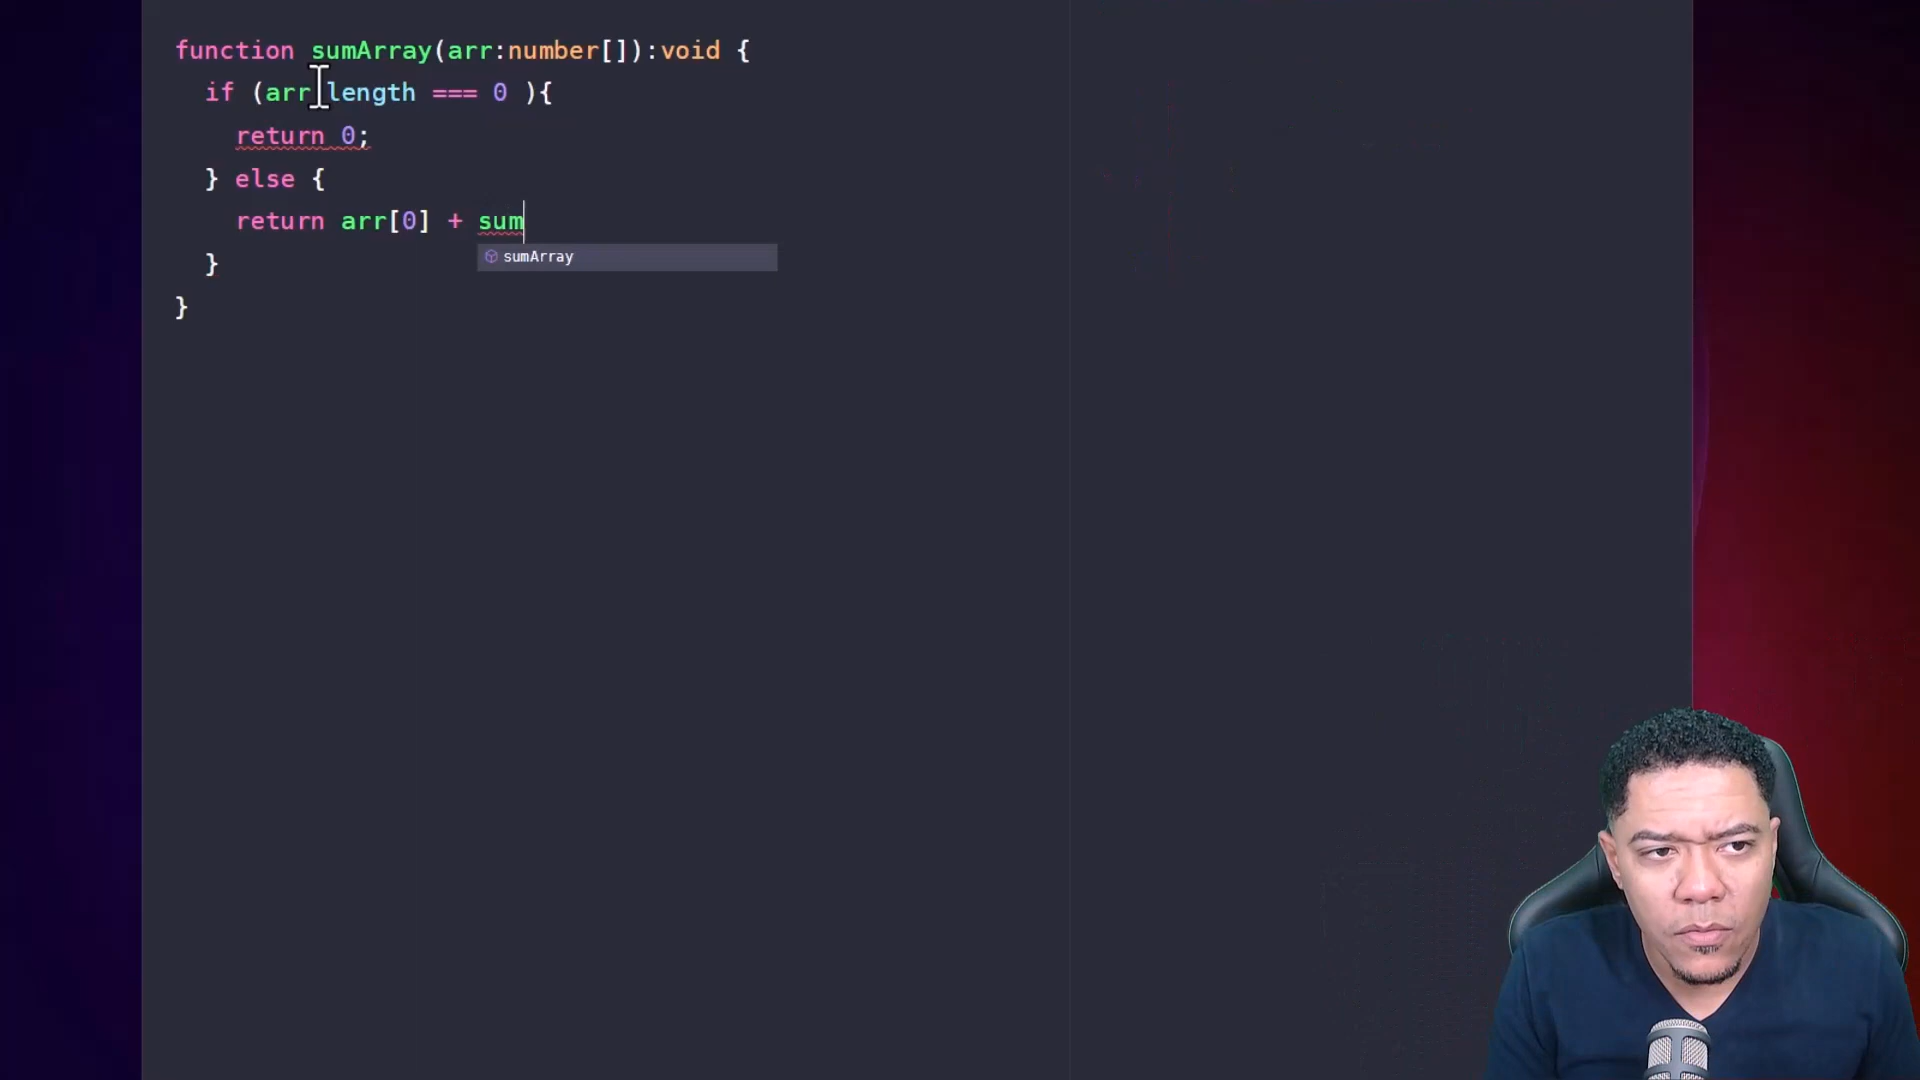 function sumArray(arr:number[]):void {
if (arr length === 0 ){
return 0;
} else {
return arr[0] + sum
sumArray
}
}